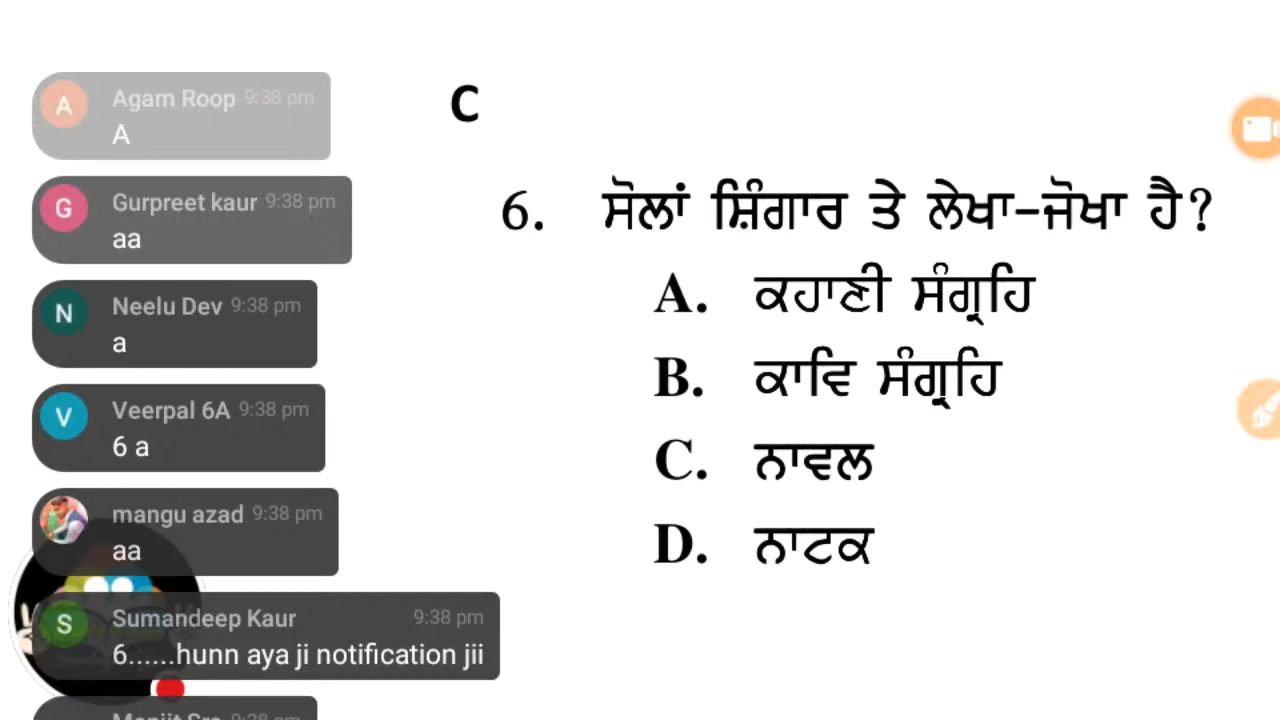 Agam Roop 9:38 pm
A
Gurpreet kaur 9:38 pm
aa
Neelu Dev 9:38 pm
a
Veerpal 6A 9:38 pm
6 a
mangu azad 9:38 pm
aa
Sumandeep Kaur 9:38 pm
6......hunn aya ji notification jii
C
6. ਸੋਲਾਂ ਸ਼ਿੰਗਾਰ ਤੇ ਲੇਖਾ-ਜੋਖਾ ਹੈ?
A. ਕਹਾਣੀ ਸੰਗ੍ਰਹਿ
B. ਕਾਵਿ ਸੰਗ੍ਰਹਿ
C. ਨਾਵਲ
D. ਨਾਟਕ